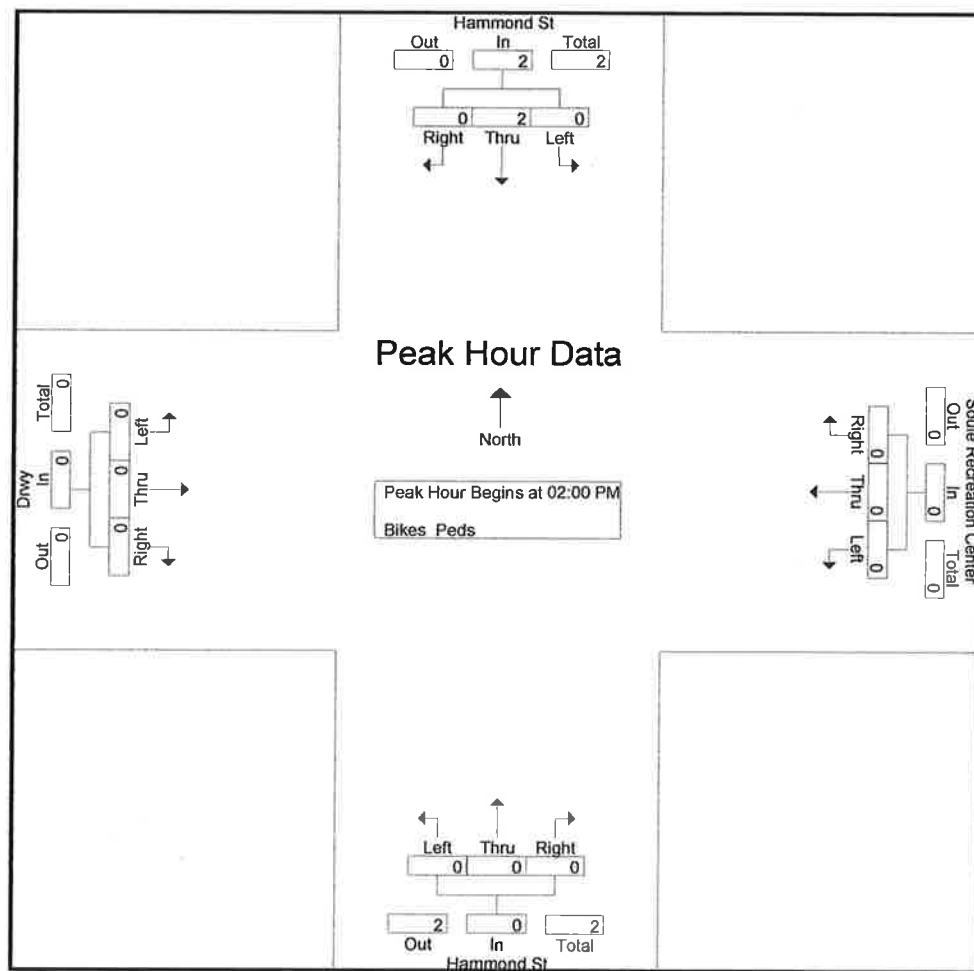 Hammond St
Out In Total
0 2 2
0 2 0
Right Thru Left
Peak Hour Data
North
Peak Hour Begins at 02:00 PM
Bikes Peds
Drwy
Out In Total
0 0 0
Right Thru Left
0 0 0
Soule Recreation Center
Out In Total
0 0 0
Right Thru Left
0 0 0
Left Thru Right
0 0 0
2 0 2
Out In Total
Hammond St